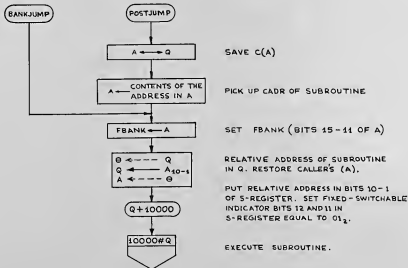 BANKJUMP
POSTJUMP
A ↔ Q
SAVE C(A)
A ← CONTENTS OF THE
ADDRESS IN A
PICK UP CADR OF SUBROUTINE
FBANK ← A
SET FBANK (BITS 15-11 OF A)
Θ ← Q
Q ← A10-1
A ← Θ
RELATIVE ADDRESS OF SUBROUTINE
IN Q. RESTORE CALLER'S (A).
Q+10000
PUT RELATIVE ADDRESS IN BITS 10-1
OF S-REGISTER. SET FIXED-SWITCHABLE
INDICATOR BITS 12 AND 11 IN
S-REGISTER EQUAL TO 01₂.
10000#Q
EXECUTE SUBROUTINE.